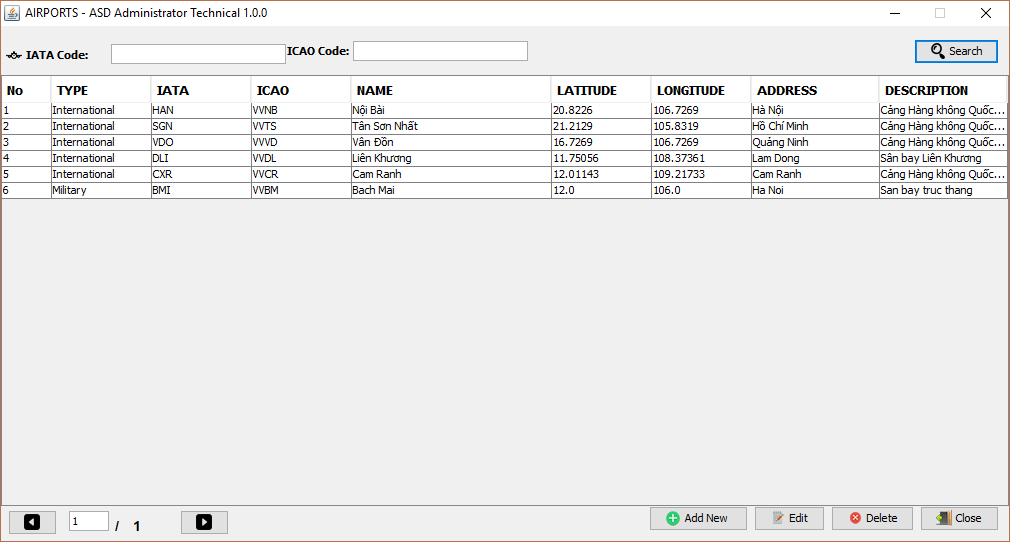 AIRPORTS - ASD Administrator Technical 1.0.0
IATA Code: ICAO Code: Search
No TYPE IATA ICAO NAME LATITUDE LONGITUDE ADDRESS DESCRIPTION
1 International HAN VVNB Nội Bài 20.8226 106.7269 Hà Nội Cảng Hàng không Quốc...
2 International SGN VVTS Tân Sơn Nhất 21.2129 105.8319 Hồ Chí Minh Cảng Hàng không Quốc...
3 International VDO VVVD Vân Đồn 16.7269 106.7269 Quảng Ninh Cảng Hàng không Quốc...
4 International DLI VVDL Liên Khương 11.75056 108.37361 Lam Dong Sân bay Liên Khương
5 International CXR VVCR Cam Ranh 12.01143 109.21733 Cam Ranh Cảng Hàng không Quốc...
6 Military BMI VVBM Bach Mai 12.0 106.0 Ha Noi San bay truc thang
1 / 1 Add New Edit Delete Close